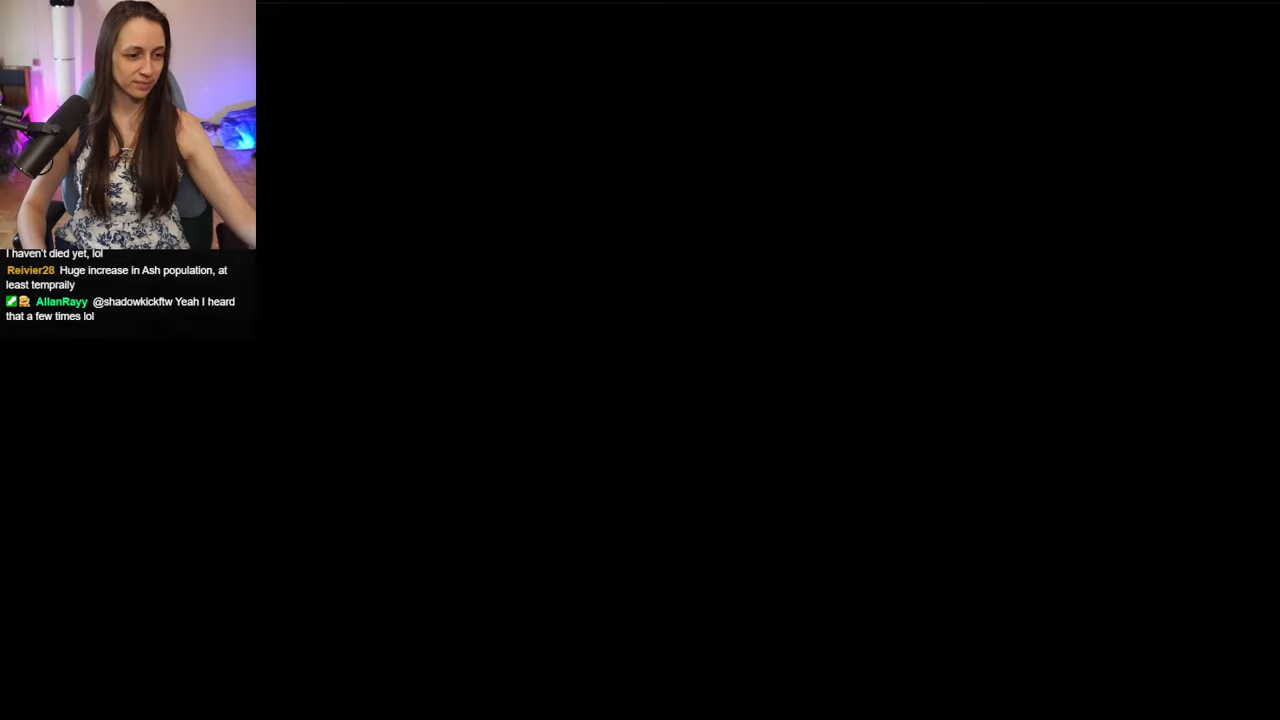 I haven't died yet, lol
Reivier28 Huge increase in Ash population, at
least tempraily
AllanRayy @shadowkickftw Yeah I heard
that a few times lol